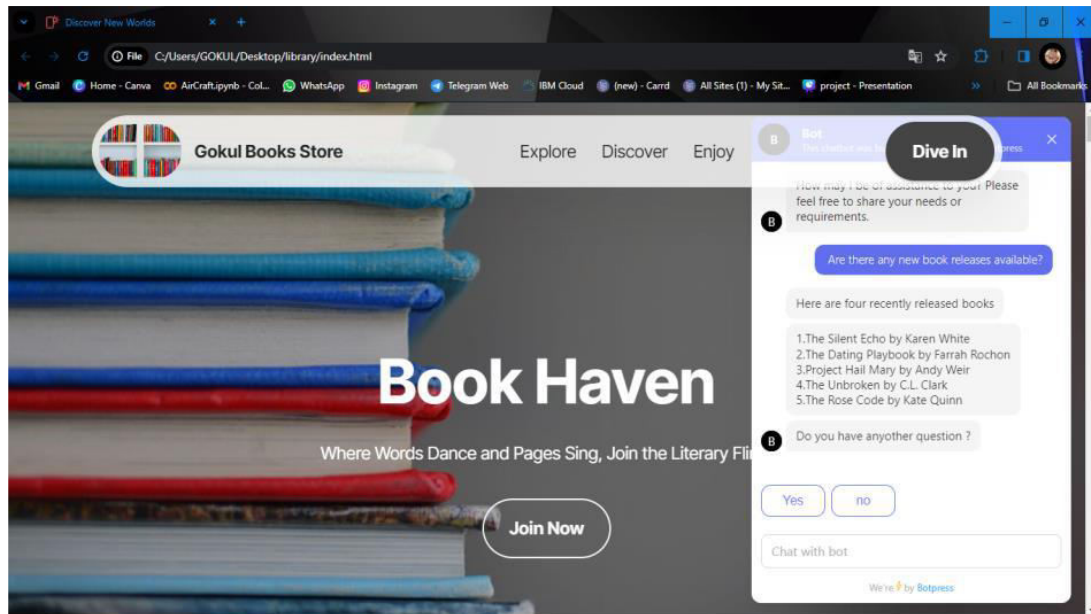 Discover New Worlds
File C:/Users/GOKUL/Desktop/library/index.html
Gmail Home - Canva AirCraft.ipynb - Col... WhatsApp Instagram Telegram Web IBM Cloud (new) - Carrd All Sites (1) - My Sit... project - Presentation » All Bookmarks
Gokul Books Store Explore Discover Enjoy Dive In
B Bot
This chatbot was
press
How may I be of assistance to you? Please
feel free to share your needs or
requirements.
B
Are there any new book releases available?
Here are four recently released books
1.The Silent Echo by Karen White
2.The Dating Playbook by Farrah Rochon
3.Project Hail Mary by Andy Weir
4.The Unbroken by C.L. Clark
5.The Rose Code by Kate Quinn
B
Do you have anyother question ?
Yes no
Chat with bot
We're by Botpress
Book Haven
Where Words Dance and Pages Sing, Join the Literary Fli
Join Now